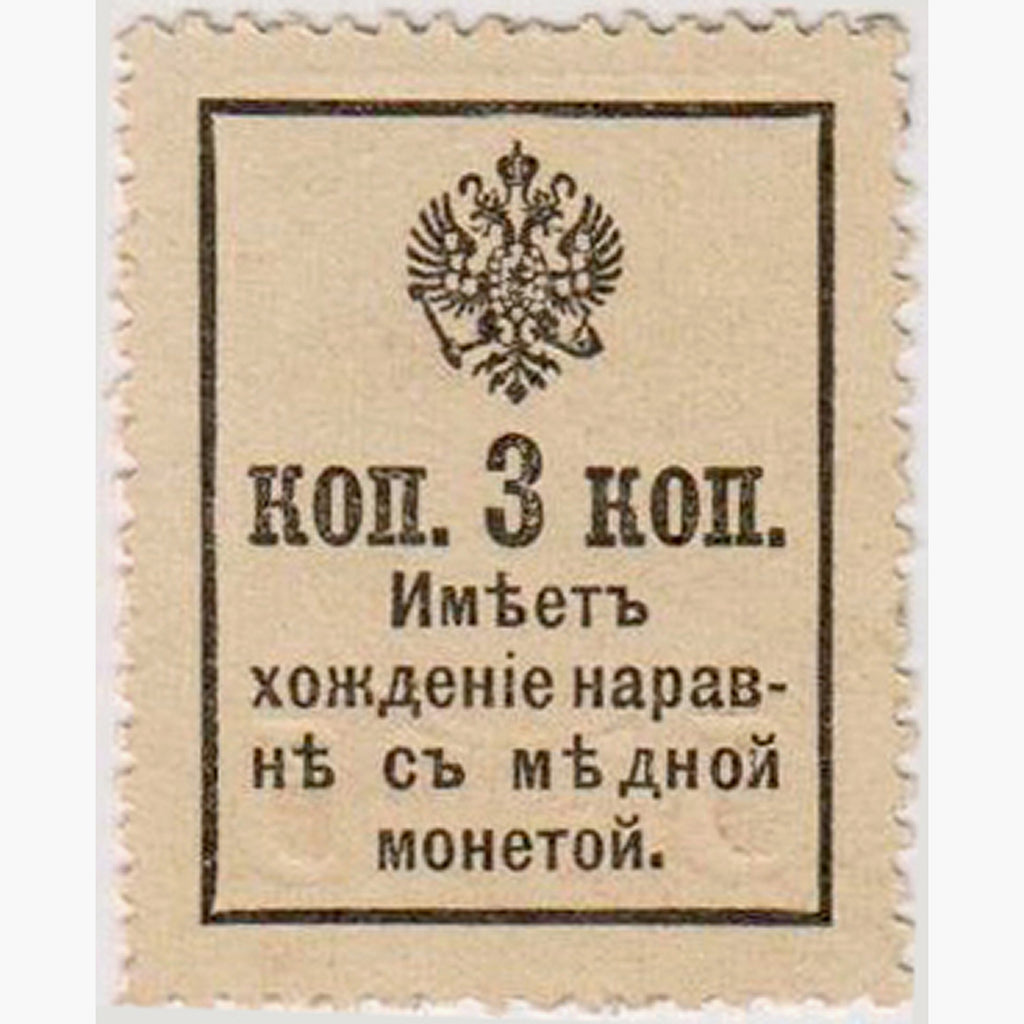 коп. 3 коп.
Имѣетъ
хожденіе нарав-
нѣ съ мѣдной
монетой.